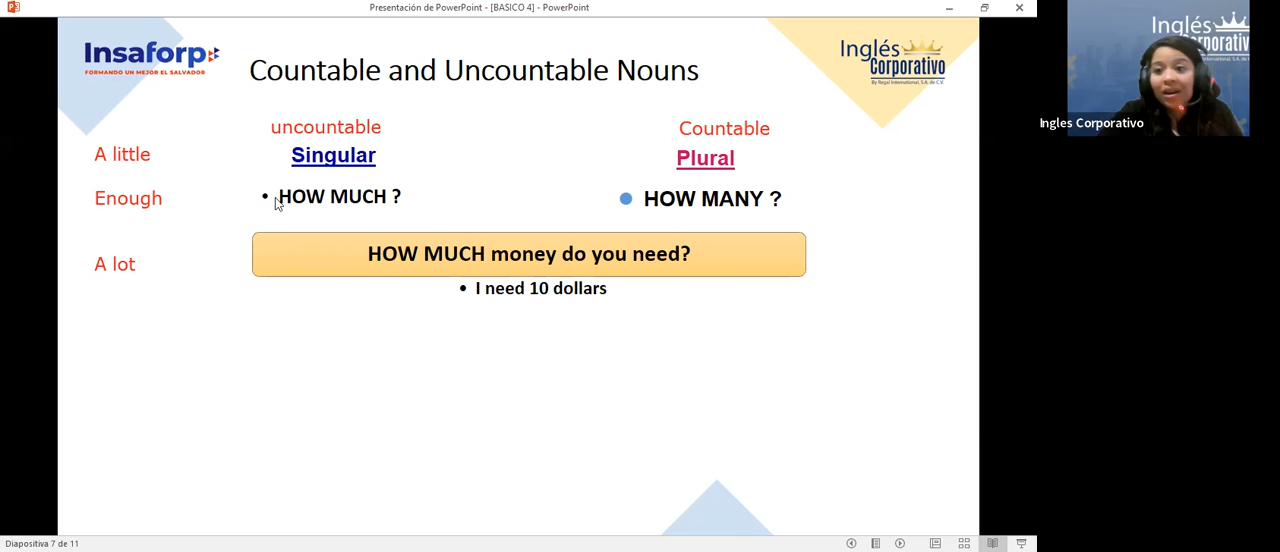 Presentación de PowerPoint - [BASICO 4] - PowerPoint
Insaforp
FORMANDO UN MEJOR EL SALVADOR
Countable and Uncountable Nouns
Inglés
Corporativo
By Regal International, S.A. de C.V.
uncountable
Countable
A little
Singular
Plural
Enough
• HOW MUCH ?
HOW MANY ?
HOW MUCH money do you need?
A lot
• I need 10 dollars
Diapositiva 7 de 11
Inglés
Ingles Corporativo